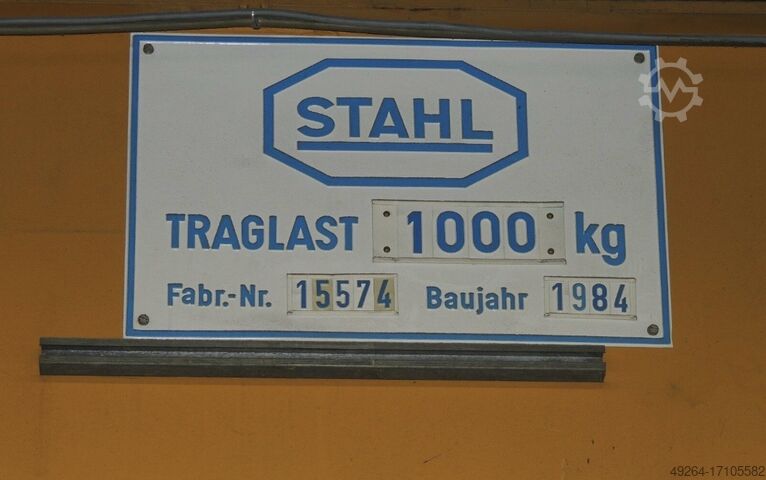 STAHL
TRAGLAST 1000 kg
Fabr.-Nr. 15574 Baujahr 1984
49264-17105582